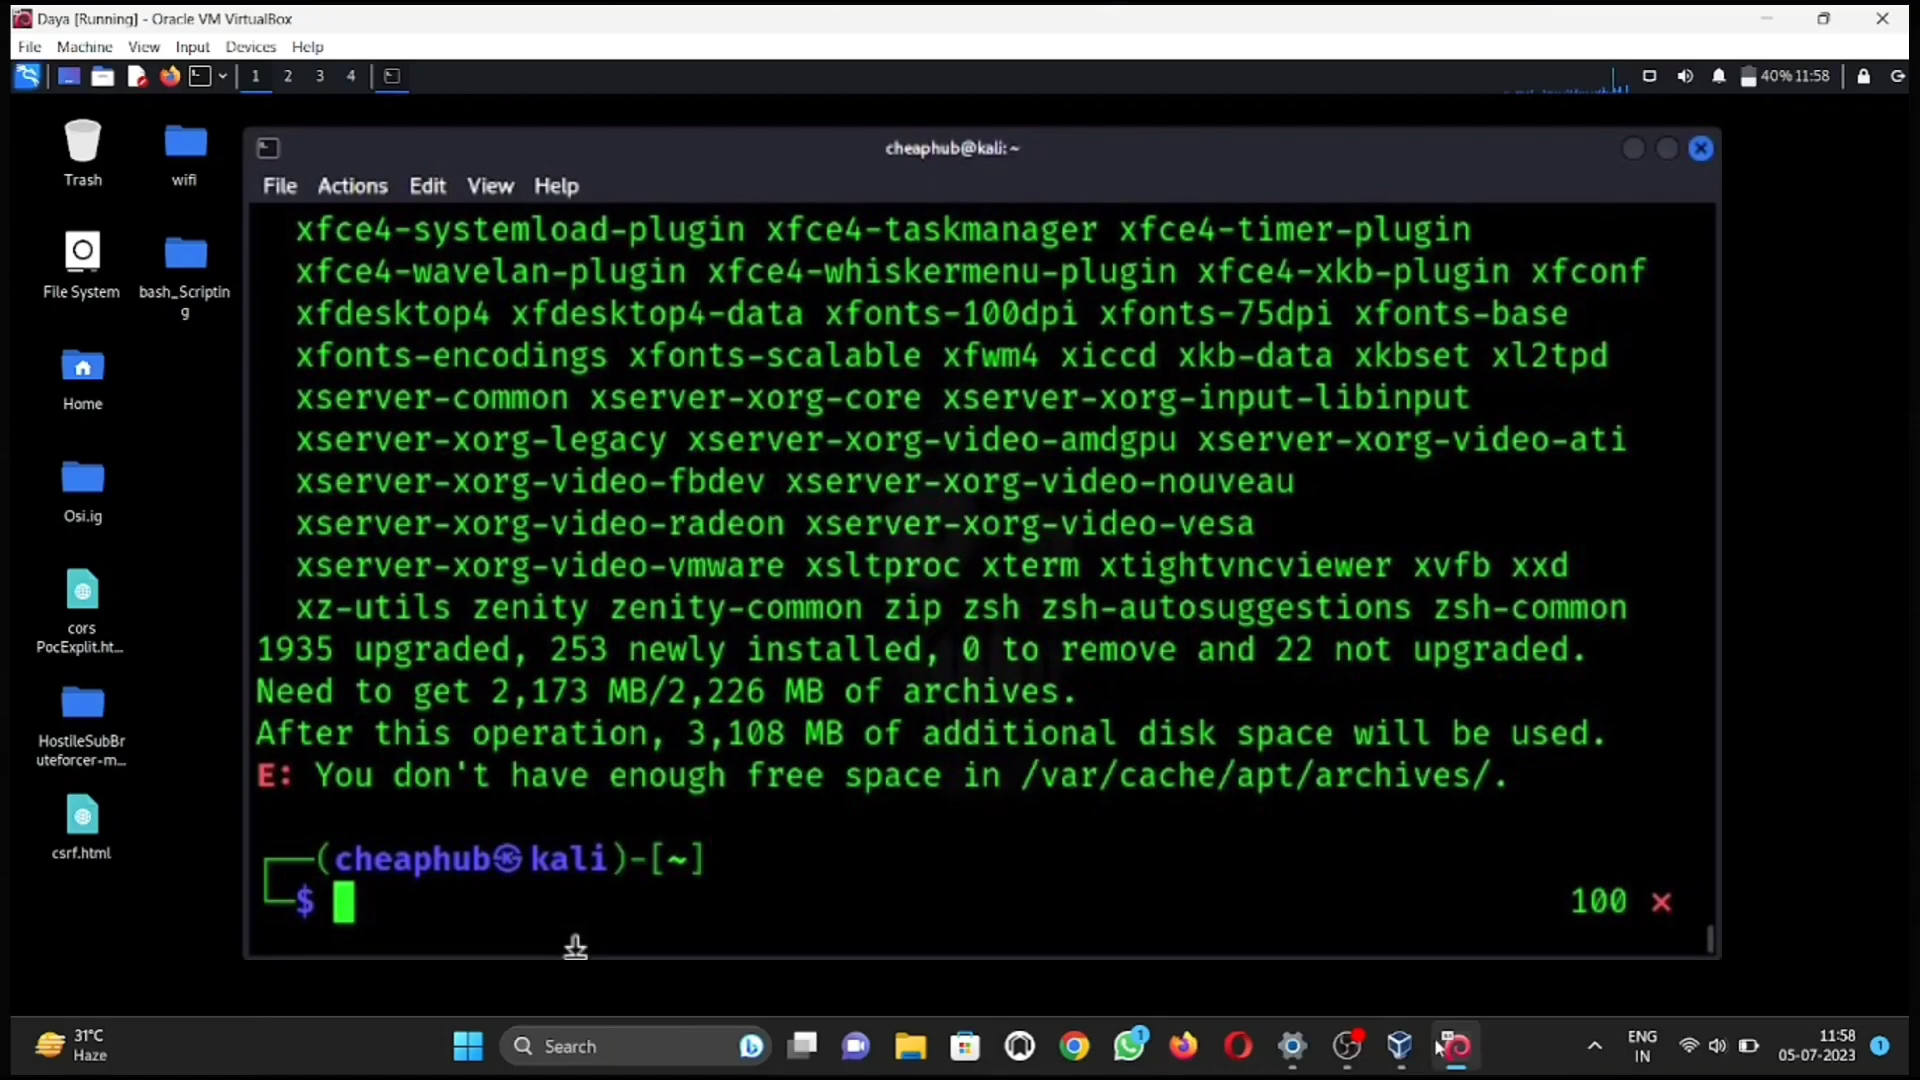 Daya [Running] - Oracle VM VirtualBox
File Machine View Input Devices Help
1 2 3 4
40% 11:58
Trash
wifi
File System
bash_Scriptin
g
Home
Osi.ig
cors
PocExplit.ht...
HostileSubBr
uteforcer-m...
csrf.html
cheaphub@kali: ~
File Actions Edit View Help
xfce4-systemload-plugin xfce4-taskmanager xfce4-timer-plugin
xfce4-wavelan-plugin xfce4-whiskermenu-plugin xfce4-xkb-plugin xfconf
xfdesktop4 xfdesktop4-data xfonts-100dpi xfonts-75dpi xfonts-base
xfonts-encodings xfonts-scalable xfwm4 xiccd xkb-data xkbset xl2tpd
xserver-common xserver-xorg-core xserver-xorg-input-libinput
xserver-xorg-legacy xserver-xorg-video-amdgpu xserver-xorg-video-ati
xserver-xorg-video-fbdev xserver-xorg-video-nouveau
xserver-xorg-video-radeon xserver-xorg-video-vesa
xserver-xorg-video-vmware xsltproc xterm xtightvncviewer xvfb xxd
xz-utils zenity zenity-common zip zsh zsh-autosuggestions zsh-common
1935 upgraded, 253 newly installed, 0 to remove and 22 not upgraded.
Need to get 2,173 MB/2,226 MB of archives.
After this operation, 3,108 MB of additional disk space will be used.
E: You don't have enough free space in /var/cache/apt/archives/.
┌──(cheaphub㉿kali)-[~]
└─$ 100 ×
31°C
Haze
Search
1
ENG
IN
11:58
05-07-2023
1